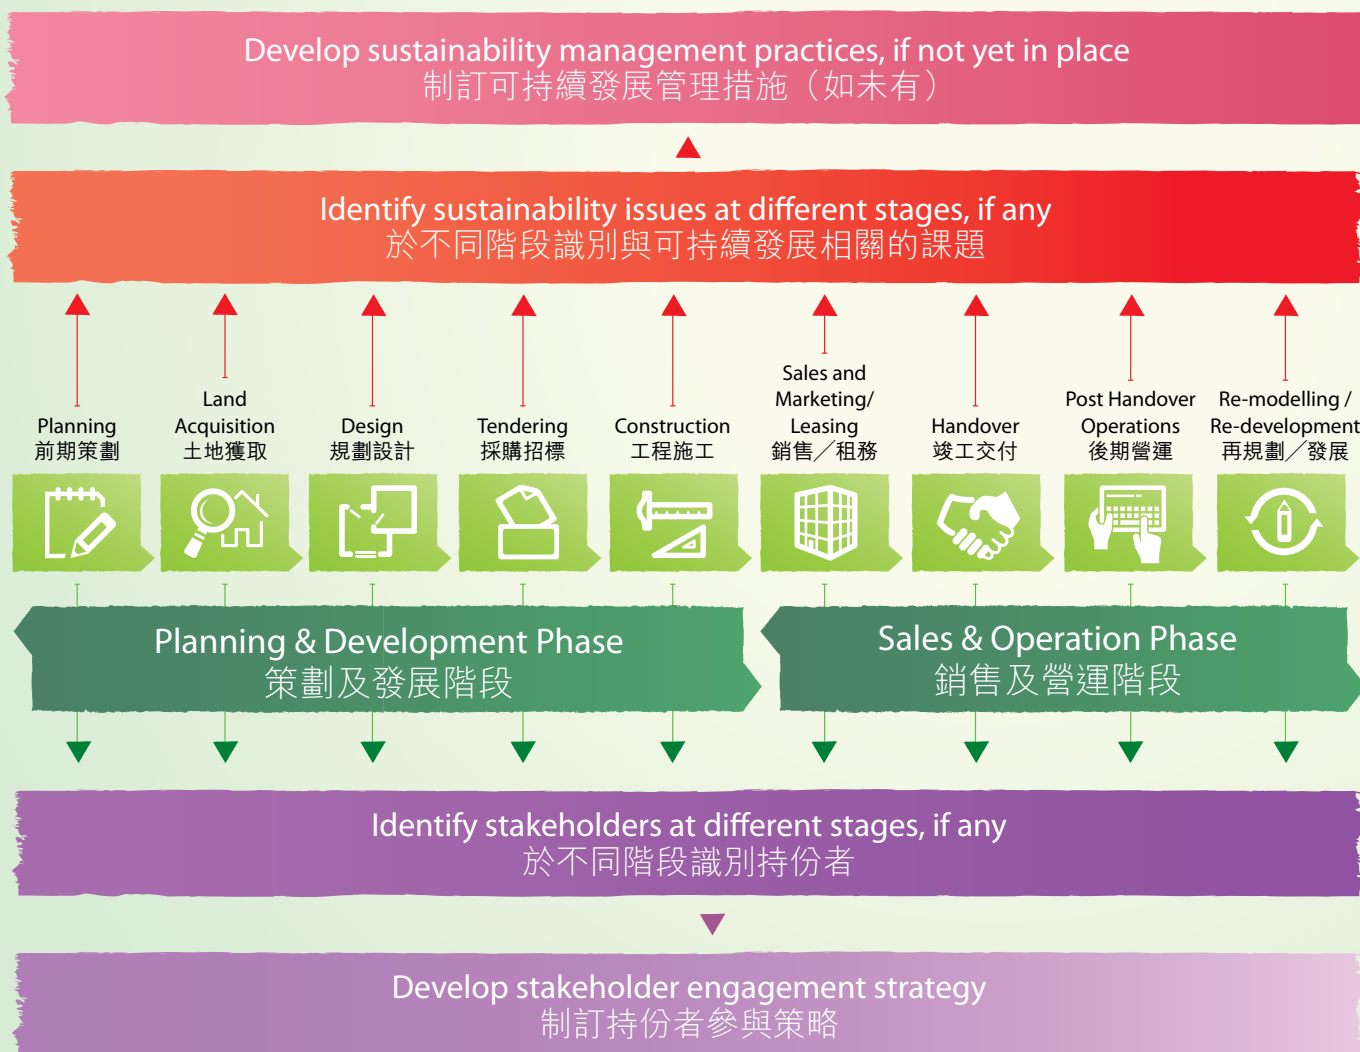 Develop sustainability management practices, if not yet in place
制訂可持續發展管理措施（如未有）
Identify sustainability issues at different stages, if any
於不同階段識別與可持續發展相關的課題
Planning
前期策劃
Land
Acquisition
土地獲取
Design
規劃設計
Tendering
採購招標
Construction
工程施工
Sales and
Marketing/
Leasing
銷售／租務
Handover
竣工交付
Post Handover
Operations
後期營運
Re-modelling /
Re-development
再規劃／發展
Planning & Development Phase
策劃及發展階段
Sales & Operation Phase
銷售及營運階段
Identify stakeholders at different stages, if any
於不同階段識別持份者
Develop stakeholder engagement strategy
制訂持份者參與策略